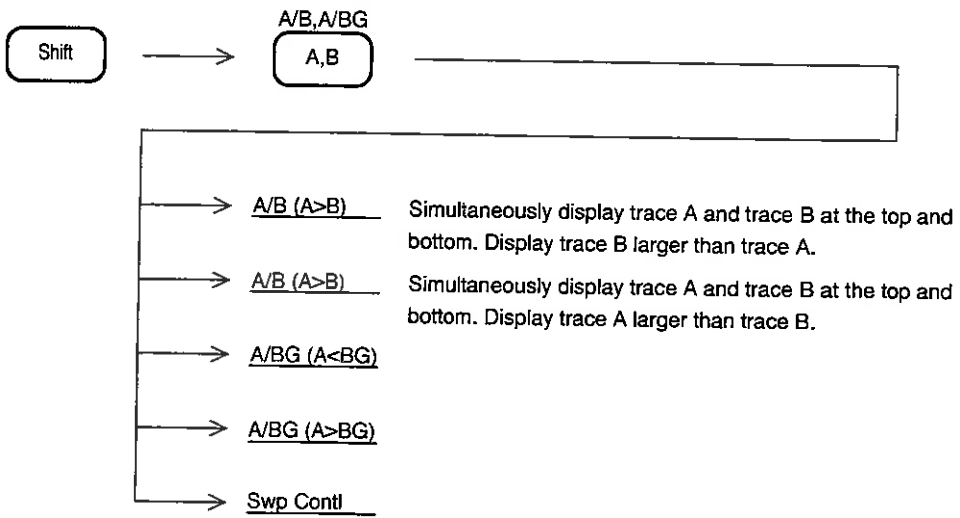 A/B,A/BG
Shift
A,B
A/B (A>B)
Simultaneously display trace A and trace B at the top and
bottom. Display trace B larger than trace A.
A/B (A>B)
Simultaneously display trace A and trace B at the top and
bottom. Display trace A larger than trace B.
A/BG (A<BG)
A/BG (A>BG)
Swp Contl